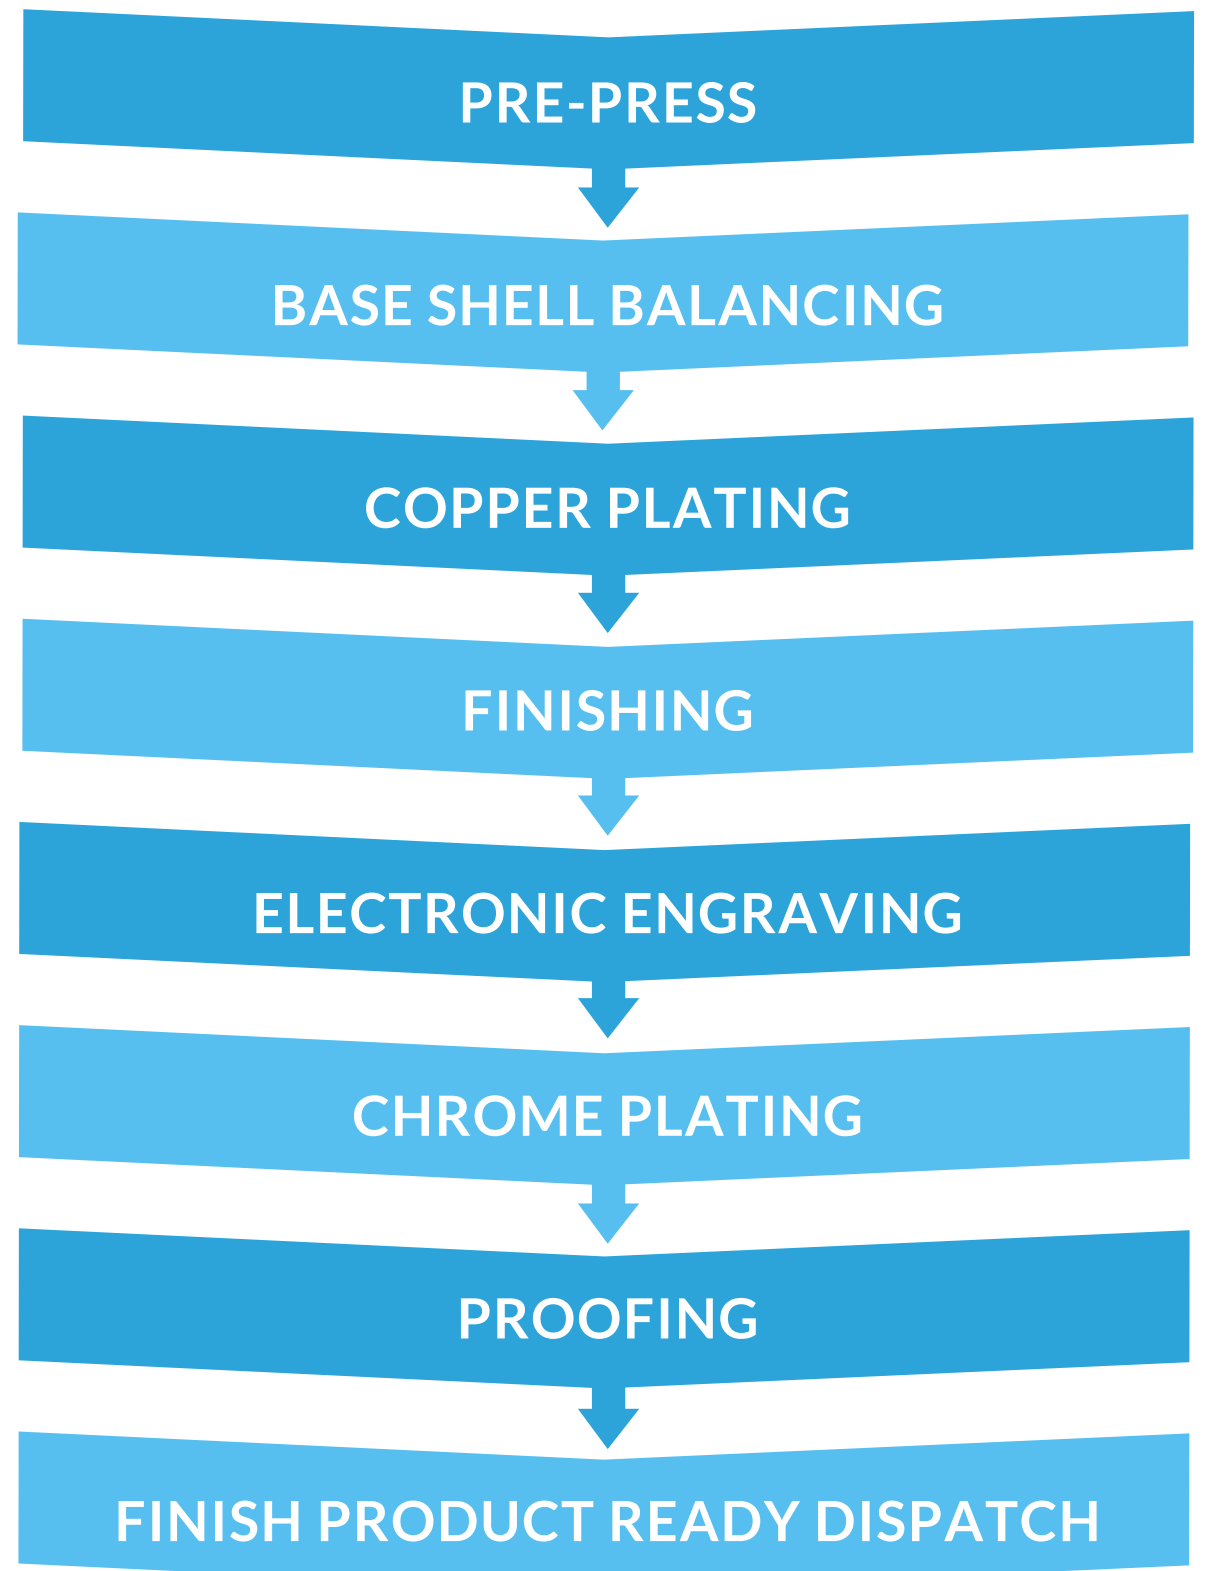 PRE-PRESS
BASE SHELL BALANCING
COPPER PLATING
FINISHING
ELECTRONIC ENGRAVING
CHROME PLATING
PROOFING
FINISH PRODUCT READY DISPATCH